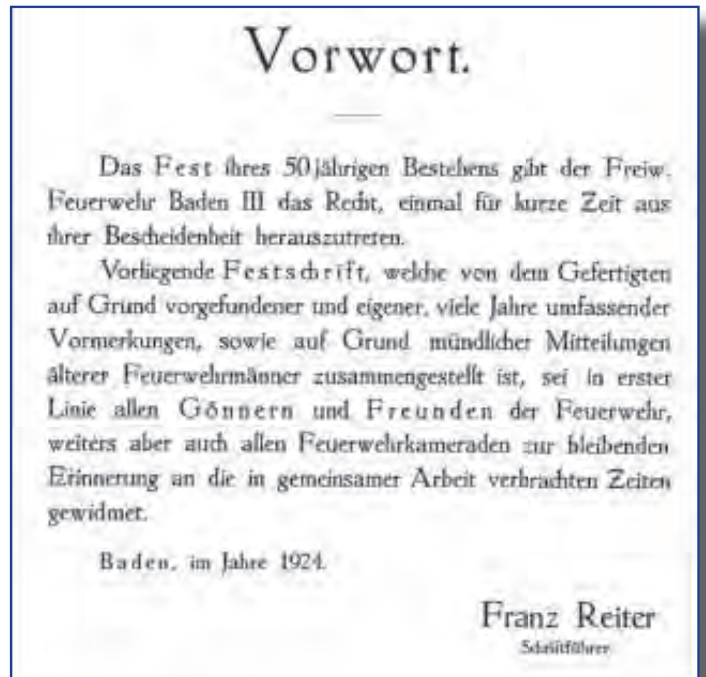 Vorwort.
Das Fest ihres 50jährigen Bestehens gibt der Freiw.
Feuerwehr Baden III das Recht, einmal für kurze Zeit aus
ihrer Bescheidenheit herauszutreten.
Vorliegende Festschrift, welche von dem Gefertigten
auf Grund vorgefundener und eigener, viele Jahre umfassender
Vormerkungen, sowie auf Grund mündlicher Mitteilungen
älterer Feuerwehrmänner zusammengestellt ist, sei in erster
Linie allen Gönnern und Freunden der Feuerwehr,
weiters aber auch allen Feuerwehrkameraden zur bleibenden
Erinnerung an die in gemeinsamer Arbeit verbrachten Zeiten
gewidmet.
Baden, im Jahre 1924.
Franz Reiter
Schriftführer